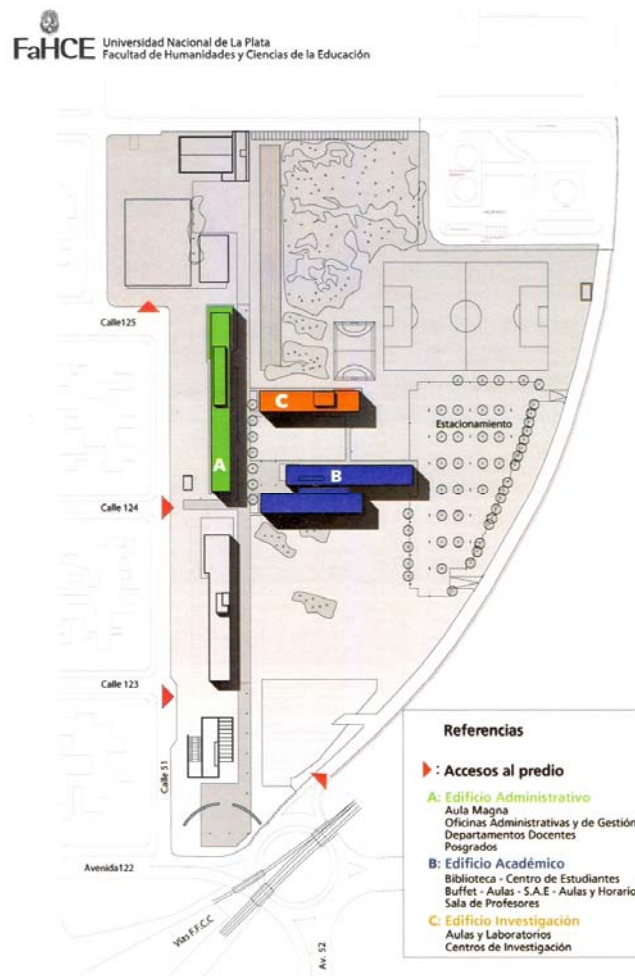 FaHCE
Universidad Nacional de La Plata
Facultad de Humanidades y Ciencias de la Educación
Calle125
C
Estacionamiento
B
A
Calle 124
Calle 123
Calle 51
Avenida122
Vías F.F.C.C
Av. 52
Referencias
: Accesos al predio
A: Edificio Administrativo
Aula Magna
Oficinas Administrativas y de Gestión
Departamentos Docentes
Posgrados
B: Edificio Académico
Biblioteca - Centro de Estudiantes
Buffet - Aulas - S.A.E - Aulas y Horario
Sala de Profesores
C: Edificio Investigación
Aulas y Laboratorios
Centros de Investigación